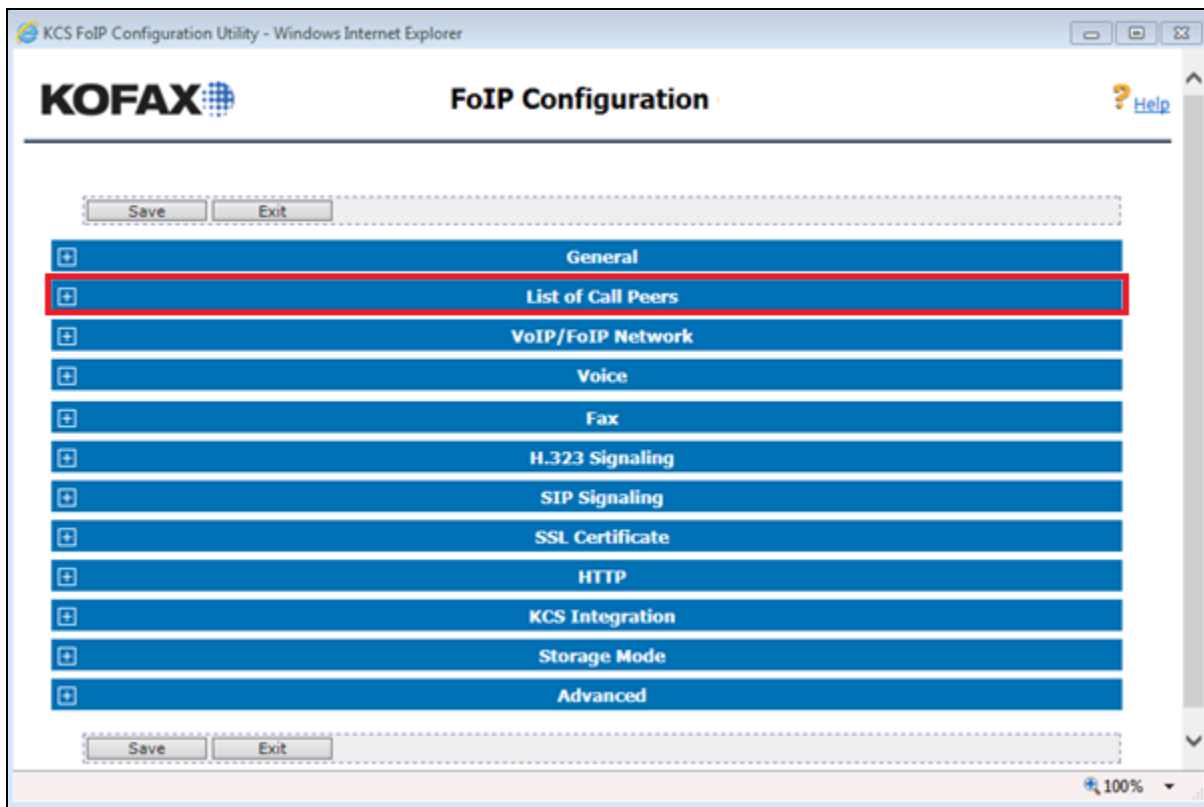 KCS FoIP Configuration Utility - Windows Internet Explorer
KOFAX
FoIP Configuration
Help
Save Exit
General
List of Call Peers
VoIP/FoIP Network
Voice
Fax
H.323 Signaling
SIP Signaling
SSL Certificate
HTTP
KCS Integration
Storage Mode
Advanced
Save Exit
100%